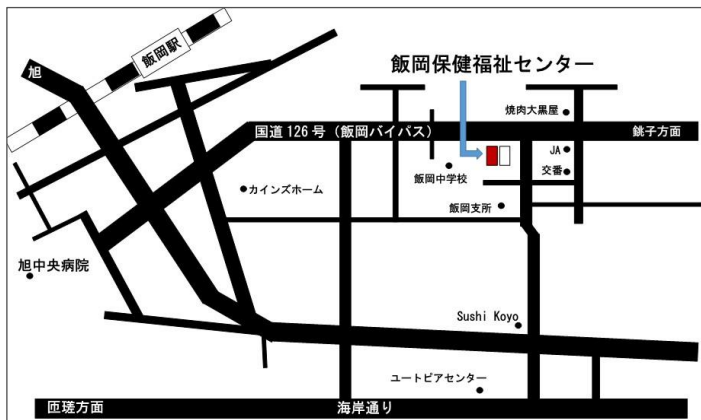 飯岡駅
旭
飯岡保健福祉センター
焼肉大黒屋
国道126号（飯岡バイパス）
銚子方面
JA
交番
飯岡中学校
カインズホーム
飯岡支所
旭中央病院
Sushi Koyo
ユートピアセンター
匝瑳方面
海岸通り